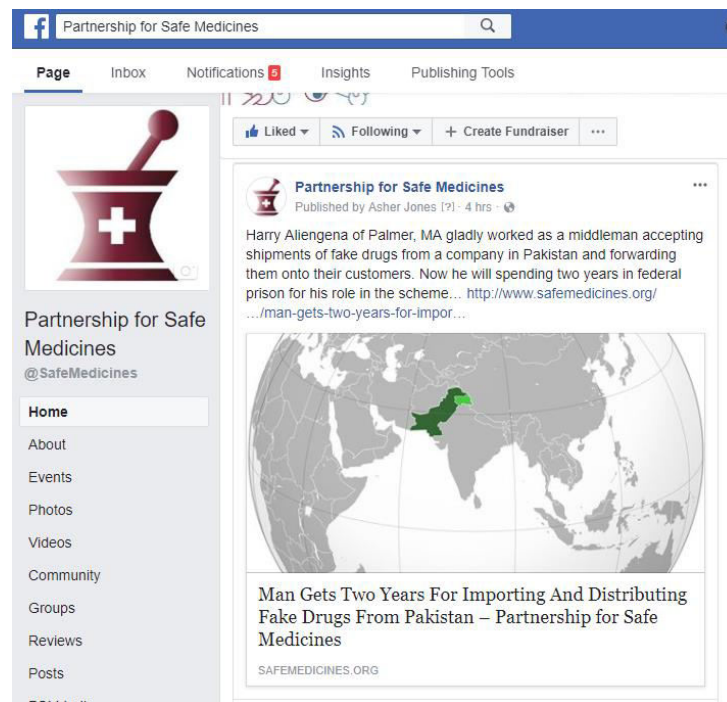 Partnership for Safe Medicines
Page Inbox Notifications 5 Insights Publishing Tools
Liked Following + Create Fundraiser ...
Partnership for Safe Medicines
Published by Asher Jones [?] · 4 hrs ·
Harry Aliengena of Palmer, MA gladly worked as a middleman accepting
shipments of fake drugs from a company in Pakistan and forwarding
them onto their customers. Now he will spending two years in federal
prison for his role in the scheme… http://www.safemedicines.org/
…/man-gets-two-years-for-impor…
Man Gets Two Years For Importing And Distributing
Fake Drugs From Pakistan – Partnership for Safe
Medicines
SAFEMEDICINES.ORG
Partnership for Safe
Medicines
@SafeMedicines
Home
About
Events
Photos
Videos
Community
Groups
Reviews
Posts